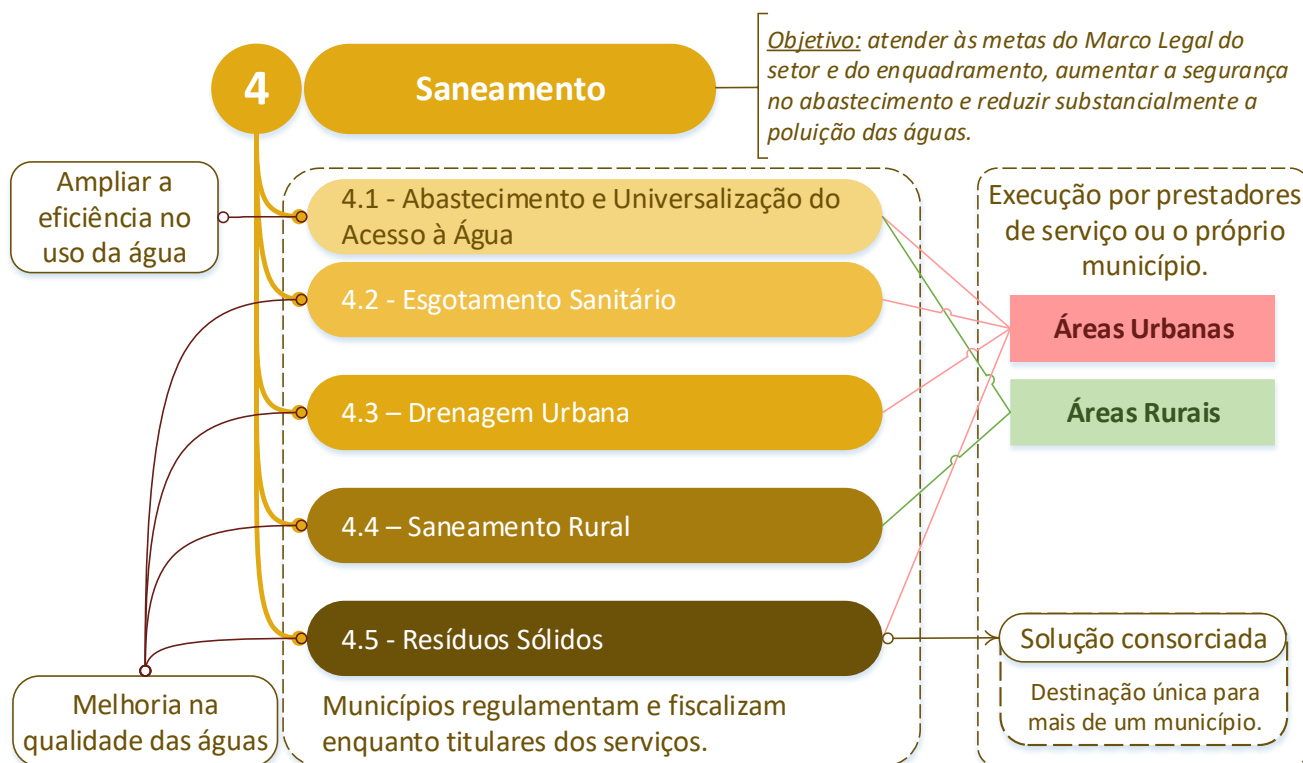 4
Saneamento
Objetivo: atender às metas do Marco Legal do
setor e do enquadramento, aumentar a segurança
no abastecimento e reduzir substancialmente a
poluição das águas.
Ampliar a
eficiência no
uso da água
4.1 - Abastecimento e Universalização do
Acesso à Água
4.2 - Esgotamento Sanitário
4.3 – Drenagem Urbana
4.4 – Saneamento Rural
4.5 - Resíduos Sólidos
Municípios regulamentam e fiscalizam
enquanto titulares dos serviços.
Melhoria na
qualidade das águas
Execução por prestadores
de serviço ou o próprio
município.
Áreas Urbanas
Áreas Rurais
Solução consorciada
Destinação única para
mais de um município.